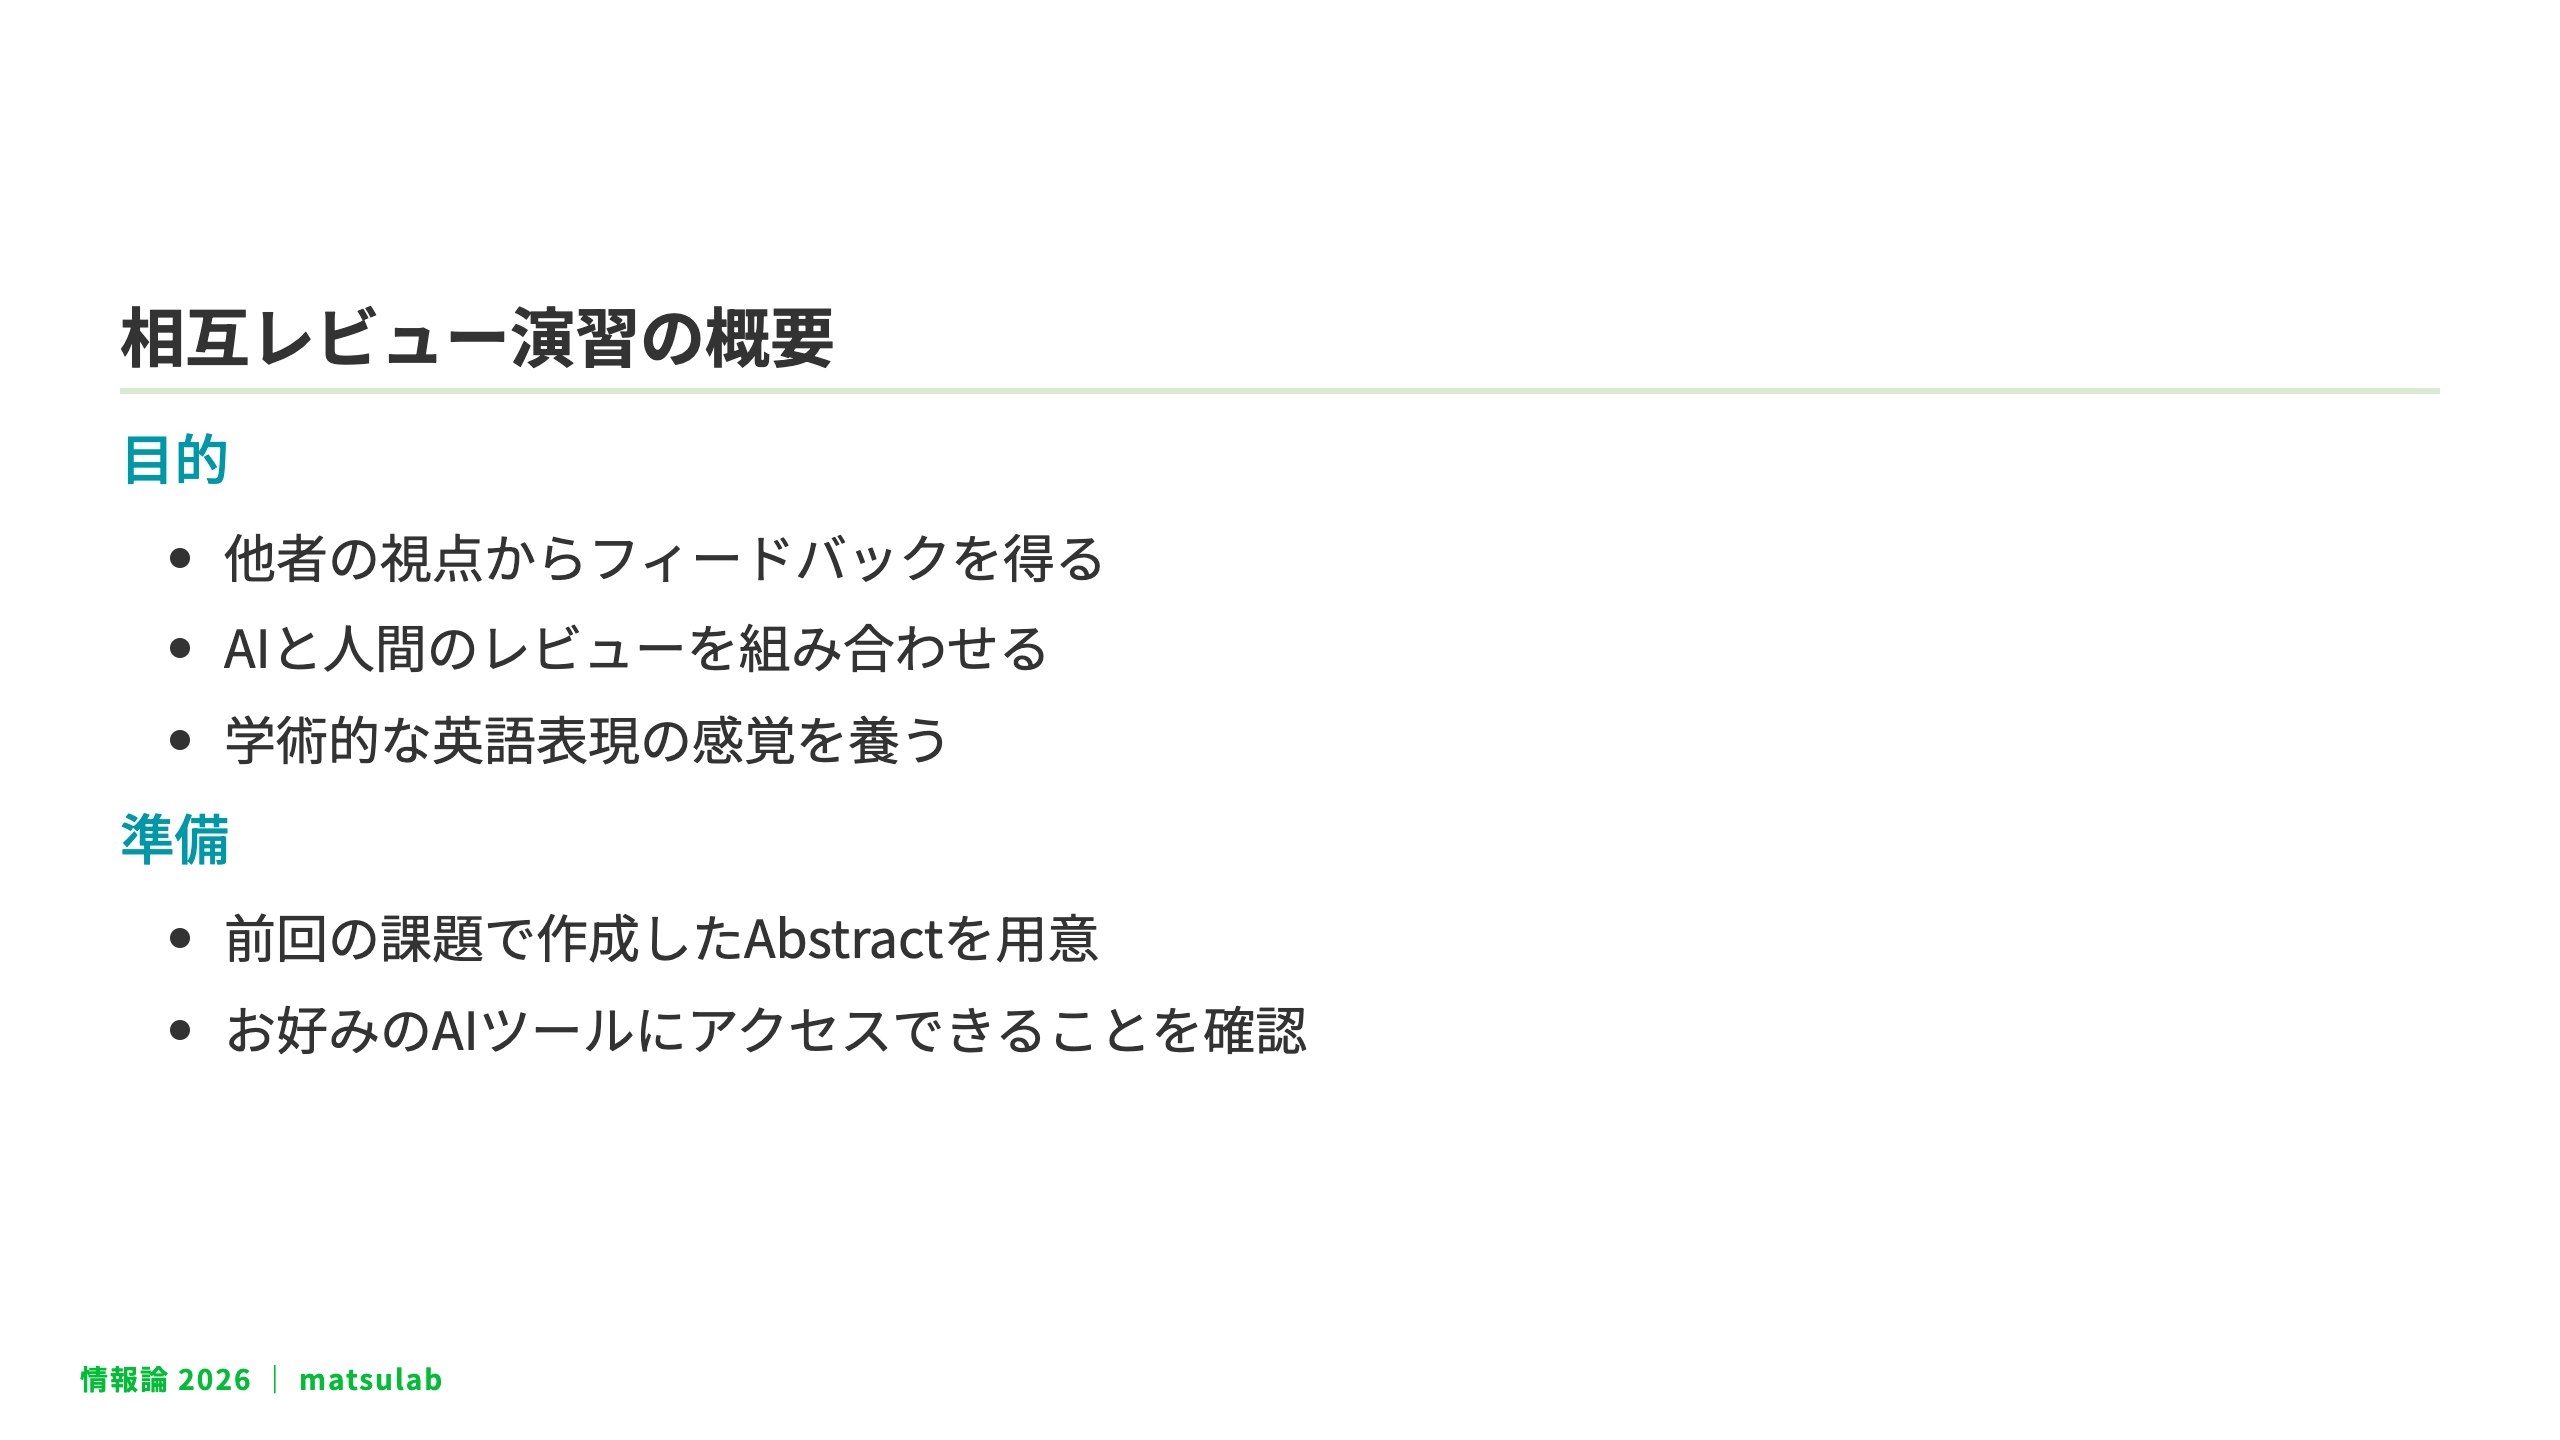 相互レビュー演習の概要
目的
• 他者の視点からフィードバックを得る
• AIと人間のレビューを組み合わせる
• 学術的な英語表現の感覚を養う
準備
• 前回の課題で作成したAbstractを用意
• お好みのAIツールにアクセスできることを確認
情報論 2026 ｜ matsulab